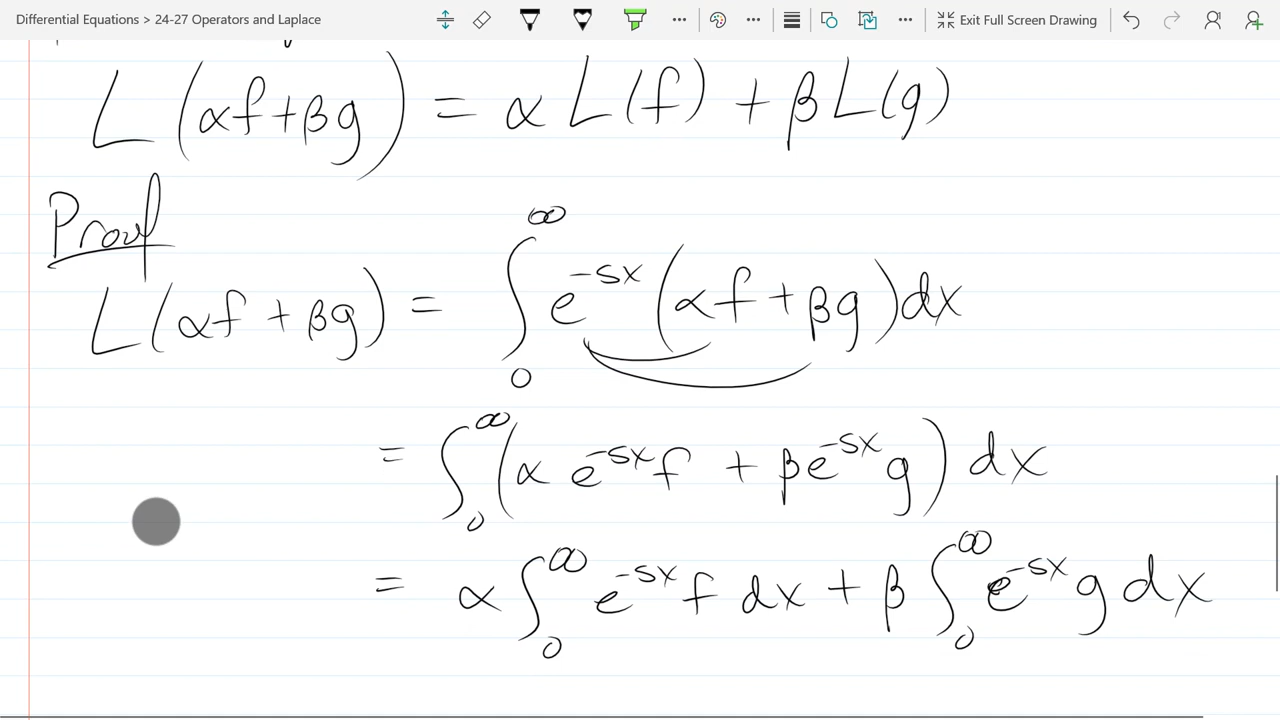 Differential Equations > 24-27 Operators and Laplace
Exit Full Screen Drawing
L(αf+βg) = αL(f) + βL(g)
Proof
L(αf + βg) = ∫₀^∞ e^{-sx}(αf + βg)dx
= ∫₀^∞ (α e^{-sx} f + β e^{-sx} g) dx
= α ∫₀^∞ e^{-sx} f dx + β ∫₀^∞ e^{-sx} g dx